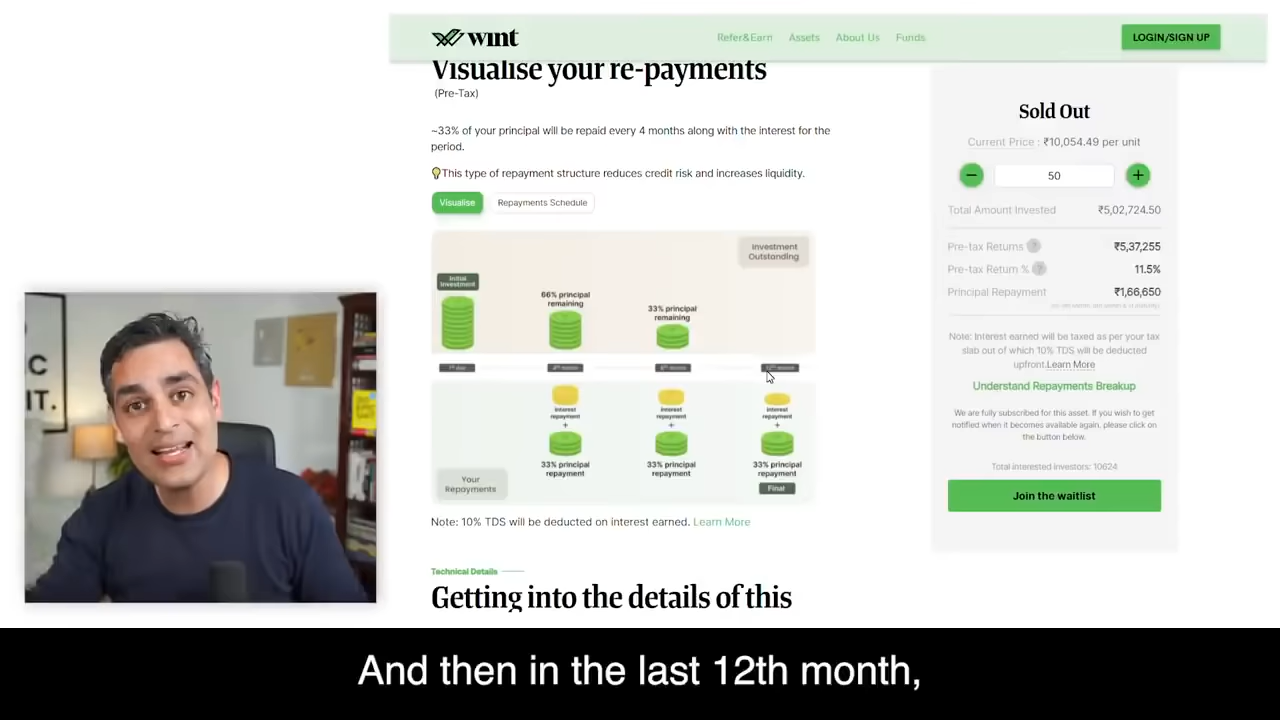 wint
Refer&Earn
Assets
About Us
Funds
LOGIN/SIGN UP
Visualise your re-payments
(Pre-Tax)
~33% of your principal will be repaid every 4 months along with the interest for the
period.
This type of repayment structure reduces credit risk and increases liquidity.
Visualise
Repayments Schedule
Investment
Outstanding
Initial
Investment
66% principal
remaining
33% principal
remaining
1st day
4th month
8th month
12th month
interest
repayment
+
33% principal
repayment
interest
repayment
+
33% principal
repayment
interest
repayment
+
33% principal
repayment
Final
Your
Repayments
Note: 10% TDS will be deducted on interest earned. Learn More
Technical Details
Getting into the details of this
Sold Out
Current Price : ₹10,054.49 per unit
50
Total Amount Invested ₹5,02,724.50
Pre-tax Returns ? ₹5,37,255
Pre-tax Return % ? 11.5%
Principal Repayment ₹1,66,650
Note: Interest earned will be taxed as per your tax
slab out of which 10% TDS will be deducted
upfront.Learn More
Understand Repayments Breakup
We are fully subscribed for this asset. If you wish to get
notified when it becomes available again, please click on
the button below.
Total interested investors: 10624
Join the waitlist
C
IT.
And then in the last 12th month,